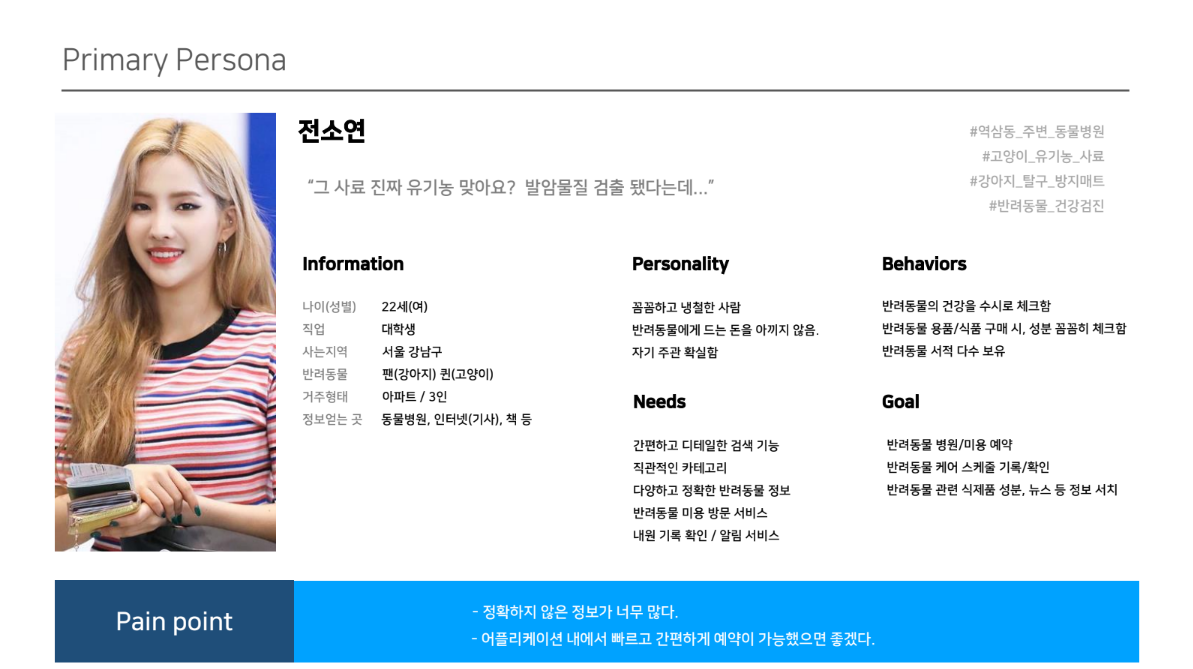 Primary Persona
전소연
“그 사료 진짜 유기농 맞아요? 발암물질 검출 됐다는데...”
#역삼동_주변_동물병원
#고양이_유기농_사료
#강아지_탈구_방지매트
#반려동물_건강검진
Information
나이(성별) 22세(여)
직업 대학생
사는지역 서울 강남구
반려동물 팬(강아지) 퀸(고양이)
거주형태 아파트 / 3인
정보얻는 곳 동물병원, 인터넷(기사), 책 등
Personality
꼼꼼하고 냉철한 사람
반려동물에게 드는 돈을 아끼지 않음.
자기 주관 확실함
Behaviors
반려동물의 건강을 수시로 체크함
반려동물 용품/식품 구매 시, 성분 꼼꼼히 체크함
반려동물 서적 다수 보유
Needs
간편하고 디테일한 검색 기능
직관적인 카테고리
다양하고 정확한 반려동물 정보
반려동물 미용 방문 서비스
내원 기록 확인 / 알림 서비스
Goal
반려동물 병원/미용 예약
반려동물 케어 스케줄 기록/확인
반려동물 관련 식제품 성분, 뉴스 등 정보 서치
Pain point
- 정확하지 않은 정보가 너무 많다.
- 어플리케이션 내에서 빠르고 간편하게 예약이 가능했으면 좋겠다.